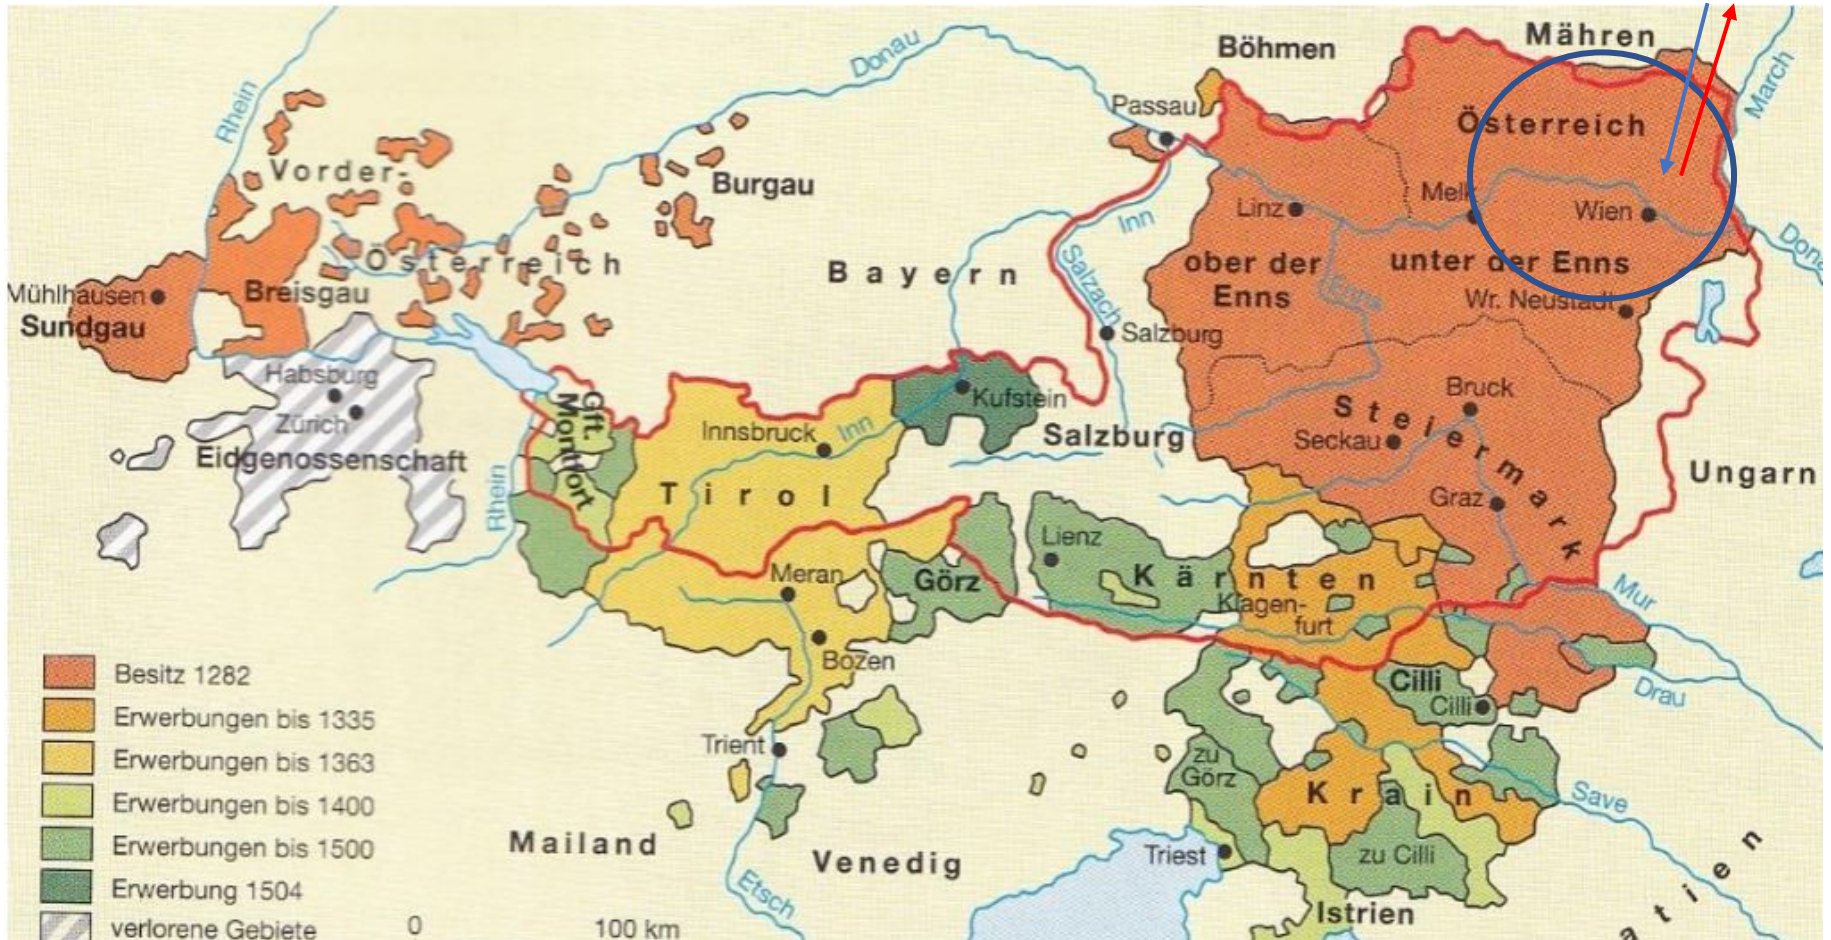 Mähren
Böhmen
Donau
Rhein
March
Passau
Österreich
Vorder-
Burgau
Melk
Linz
Wien
Inn
Österreich
Bayern
Salzach
ober der
Enns
unter der Enns
Enns
Mühlhausen
Sundgau
Breisgau
Wr. Neustadt
Salzburg
Habsburg
Zürich
Kufstein
Bruck
Gft.
Montfort
Innsbruck
Inn
Salzburg
Steiermark
Seckau
Eidgenossenschaft
Ungarn
Rhein
Tirol
Graz
Lienz
Meran
Görz
Kärnten
Klagen-
furt
Mur
Bozen
Cilli
Cilli
Drau
Trient
zu
Görz
Krain
Save
Mailand
Venedig
Triest
zu Cilli
Etsch
Istrien
Besitz 1282
Erwerbungen bis 1335
Erwerbungen bis 1363
Erwerbungen bis 1400
Erwerbungen bis 1500
Erwerbung 1504
verlorene Gebiete
0 100 km